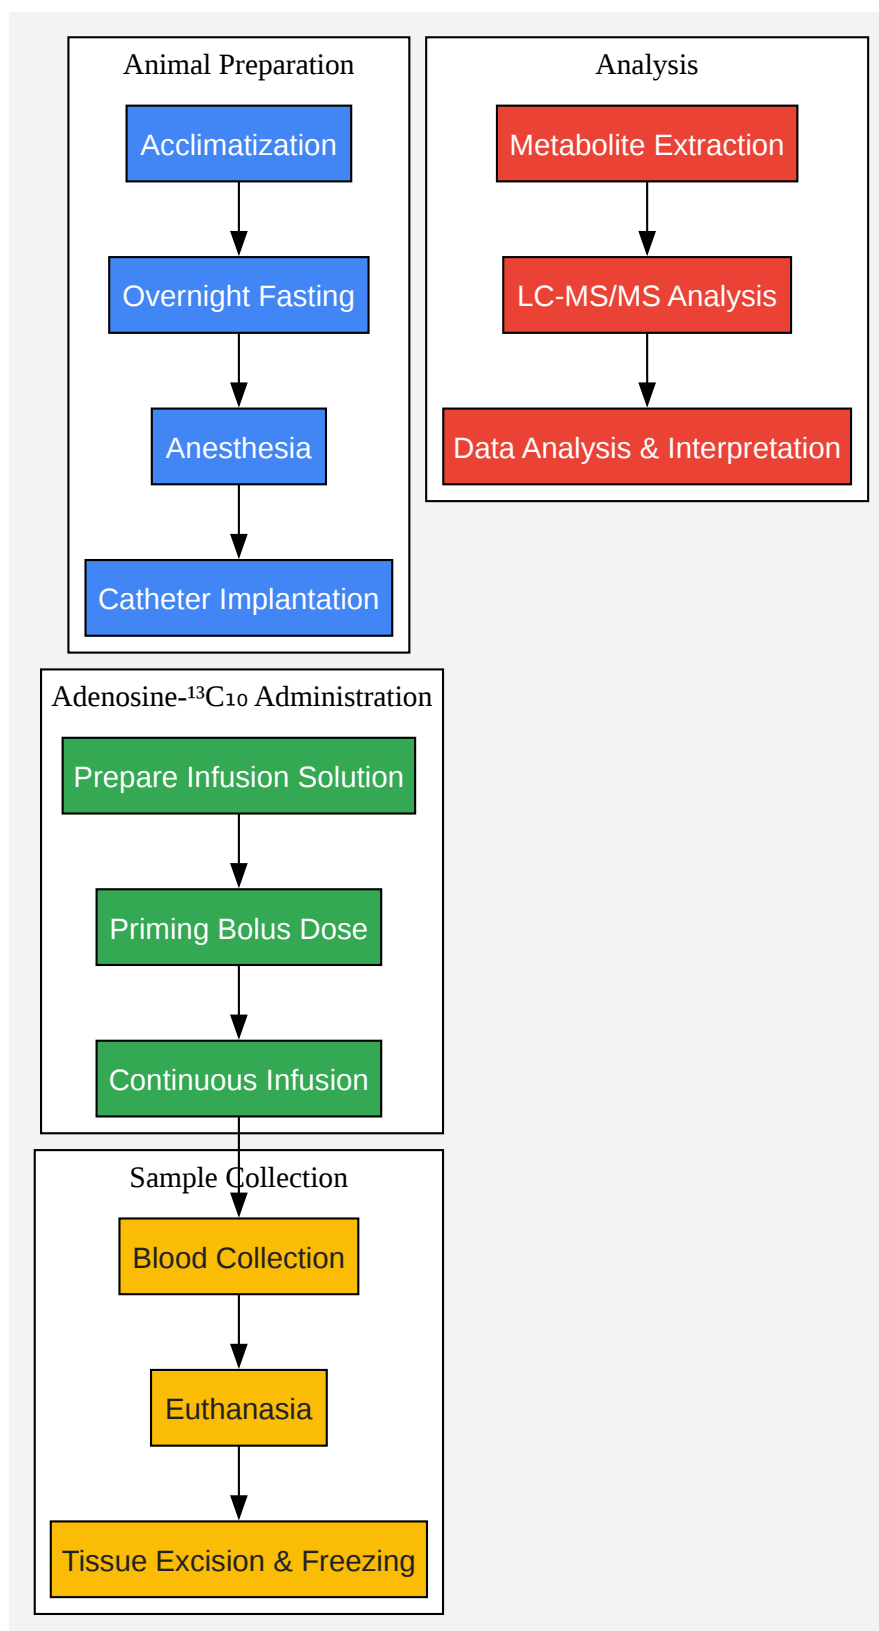 Animal Preparation
Acclimatization
Overnight Fasting
Anesthesia
Catheter Implantation
Analysis
Metabolite Extraction
LC-MS/MS Analysis
Data Analysis & Interpretation
Adenosine-¹³C₁₀ Administration
Prepare Infusion Solution
Priming Bolus Dose
Continuous Infusion
Sample Collection
Blood Collection
Euthanasia
Tissue Excision & Freezing